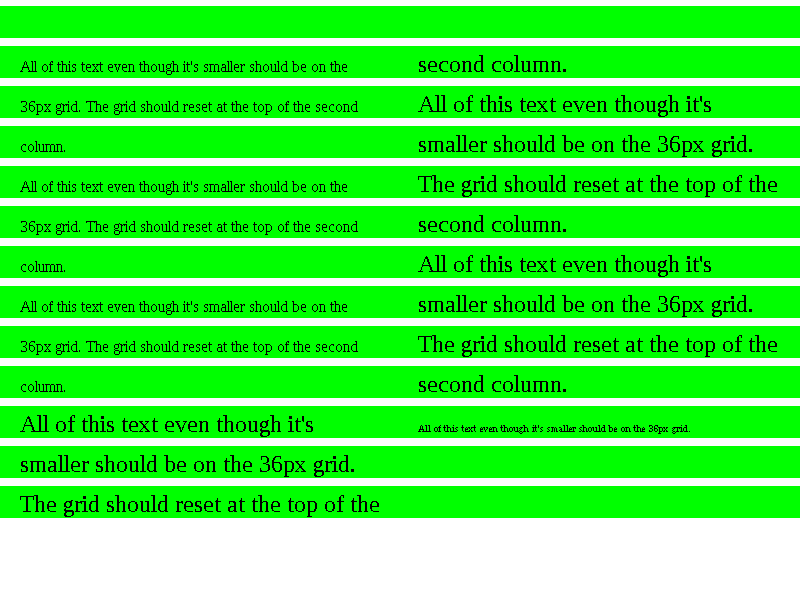 All of this text even though it's smaller should be on the
36px grid. The grid should reset at the top of the second
column.
All of this text even though it's smaller should be on the
36px grid. The grid should reset at the top of the second
column.
All of this text even though it's smaller should be on the
36px grid. The grid should reset at the top of the second
column.
All of this text even though it's
smaller should be on the 36px grid.
The grid should reset at the top of the
second column.
All of this text even though it's
smaller should be on the 36px grid.
The grid should reset at the top of the
second column.
All of this text even though it's
smaller should be on the 36px grid.
The grid should reset at the top of the
second column.
All of this text even though it's smaller should be on the 36px grid.